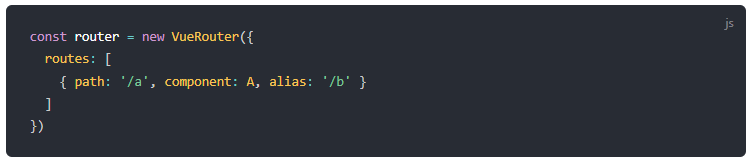 js
const router = new VueRouter({
  routes: [
    { path: '/a', component: A, alias: '/b' }
  ]
})